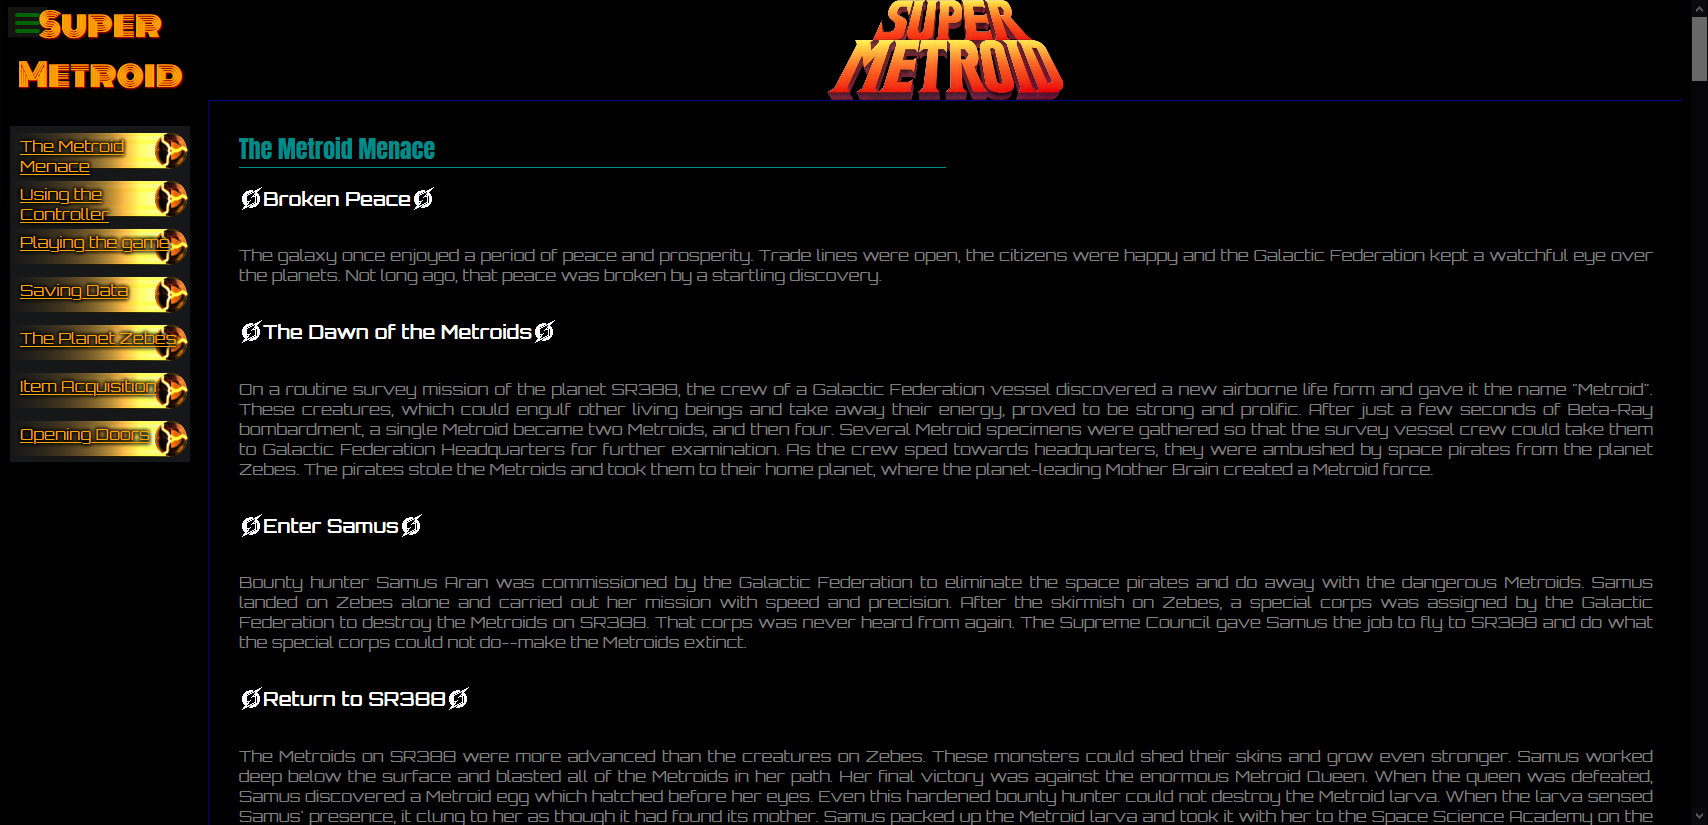 Super
Metroid
SUPER
METROID
The Metroid
Menace
Using the
Controller
Playing the game
Saving Data
The Planet Zebes
Item Acquisition
Opening Doors
The Metroid Menace
Broken Peace
The galaxy once enjoyed a period of peace and prosperity. Trade lines were open, the citizens were happy and the Galactic Federation kept a watchful eye over
the planets. Not long ago, that peace was broken by a startling discovery.
The Dawn of the Metroids
On a routine survey mission of the planet SR388, the crew of a Galactic Federation vessel discovered a new airborne life form and gave it the name "Metroid".
These creatures, which could engulf other living beings and take away their energy, proved to be strong and prolific. After just a few seconds of Beta-Ray
bombardment, a single Metroid became two Metroids, and then four. Several Metroid specimens were gathered so that the survey vessel crew could take them
to Galactic Federation Headquarters for further examination. As the crew sped towards headquarters, they were ambushed by space pirates from the planet
Zebes. The pirates stole the Metroids and took them to their home planet, where the planet-leading Mother Brain created a Metroid force.
Enter Samus
Bounty hunter Samus Aran was commissioned by the Galactic Federation to eliminate the space pirates and do away with the dangerous Metroids. Samus
landed on Zebes alone and carried out her mission with speed and precision. After the skirmish on Zebes, a special corps was assigned by the Galactic
Federation to destroy the Metroids on SR388. That corps was never heard from again. The Supreme Council gave Samus the job to fly to SR388 and do what
the special corps could not do--make the Metroids extinct.
Return to SR388
The Metroids on SR388 were more advanced than the creatures on Zebes. These monsters could shed their skins and grow even stronger. Samus worked
deep below the surface and blasted all of the Metroids in her path. Her final victory was against the enormous Metroid Queen. When the queen was defeated,
Samus discovered a Metroid egg which hatched before her eyes. Even this hardened bounty hunter could not destroy the Metroid larva. When the larva sensed
Samus' presence, it clung to her as though it had found its mother. Samus packed up the Metroid larva and took it with her to the Space Science Academy on the